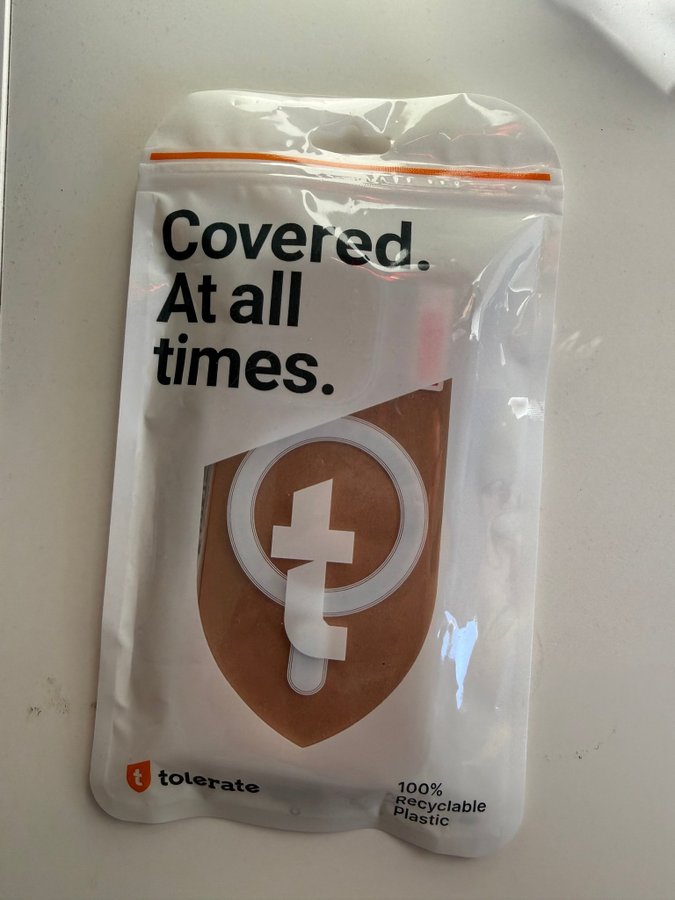 Covered.
At all
times.
t
t tolerate
100%
Recyclable
Plastic